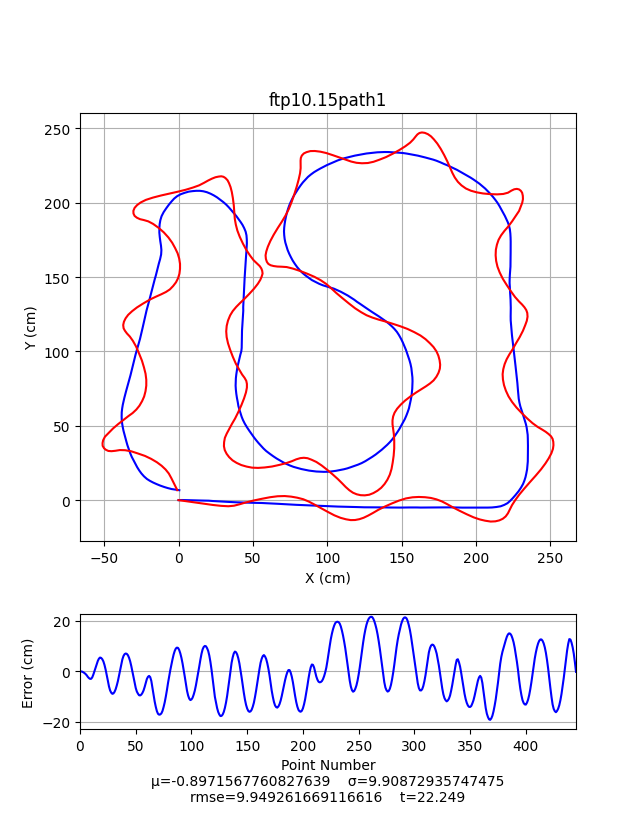 ftp10.15path1
250
200
150
100
50
0
Y (cm)
−50 0 50 100 150 200 250
X (cm)
20
0
−20
Error (cm)
0 50 100 150 200 250 300 350 400
Point Number
μ=-0.8971567760827639 σ=9.90872935747475
rmse=9.949261669116616 t=22.249